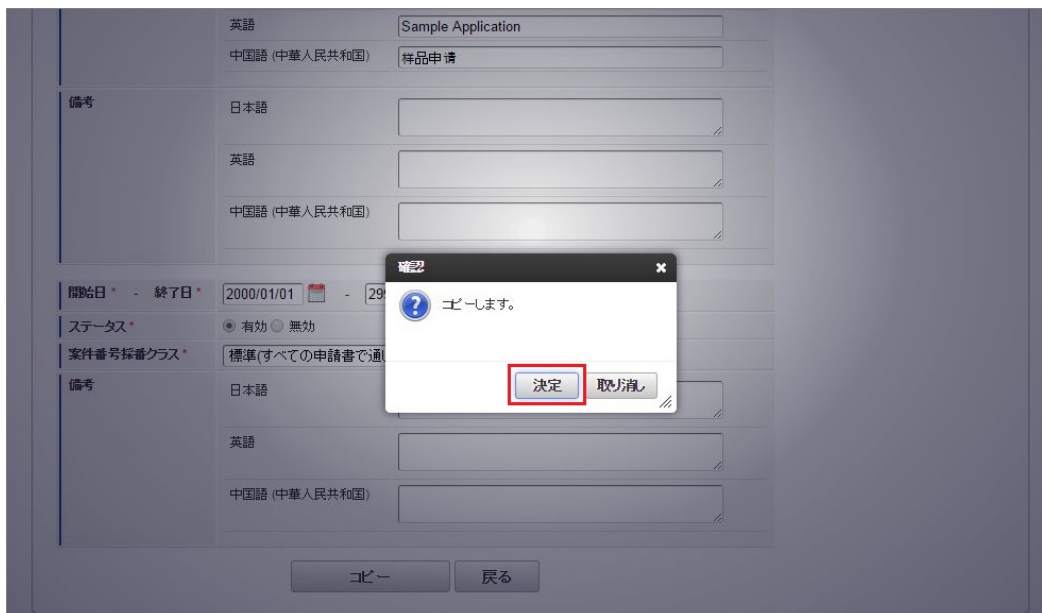 英語 Sample Application
中国語 (中華人民共和国) 样品申请
備考 日本語
英語
中国語 (中華人民共和国)
確認
開始日* - 終了日* 2000/01/01 - 29
コピーします。
ステータス* 有効 無効
案件番号採番クラス* 標準(すべての申請書で通
決定 取り消し
備考 日本語
英語
中国語 (中華人民共和国)
コピー 戻る